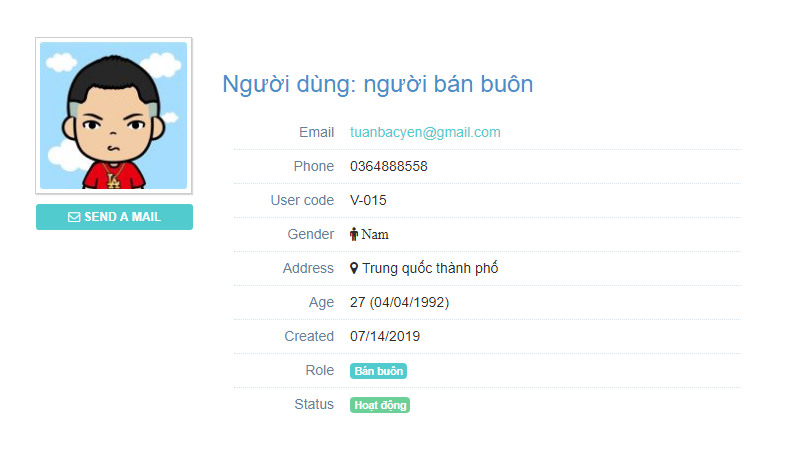 Người dùng: người bán buôn
Email tuanbacyen@gmail.com
Phone 0364888558
User code V-015
Gender Nam
Address Trung quốc thành phố
Age 27 (04/04/1992)
Created 07/14/2019
Role Bán buôn
Status Hoạt động
SEND A MAIL